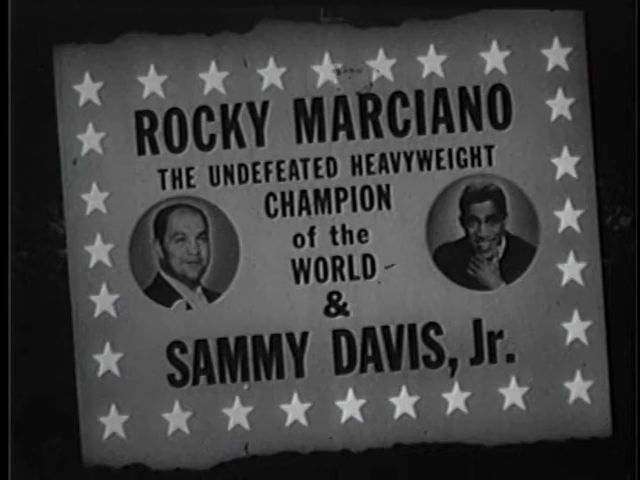 ROCKY MARCIANO
THE UNDEFEATED HEAVYWEIGHT
CHAMPION
of the
WORLD
&
SAMMY DAVIS, Jr.